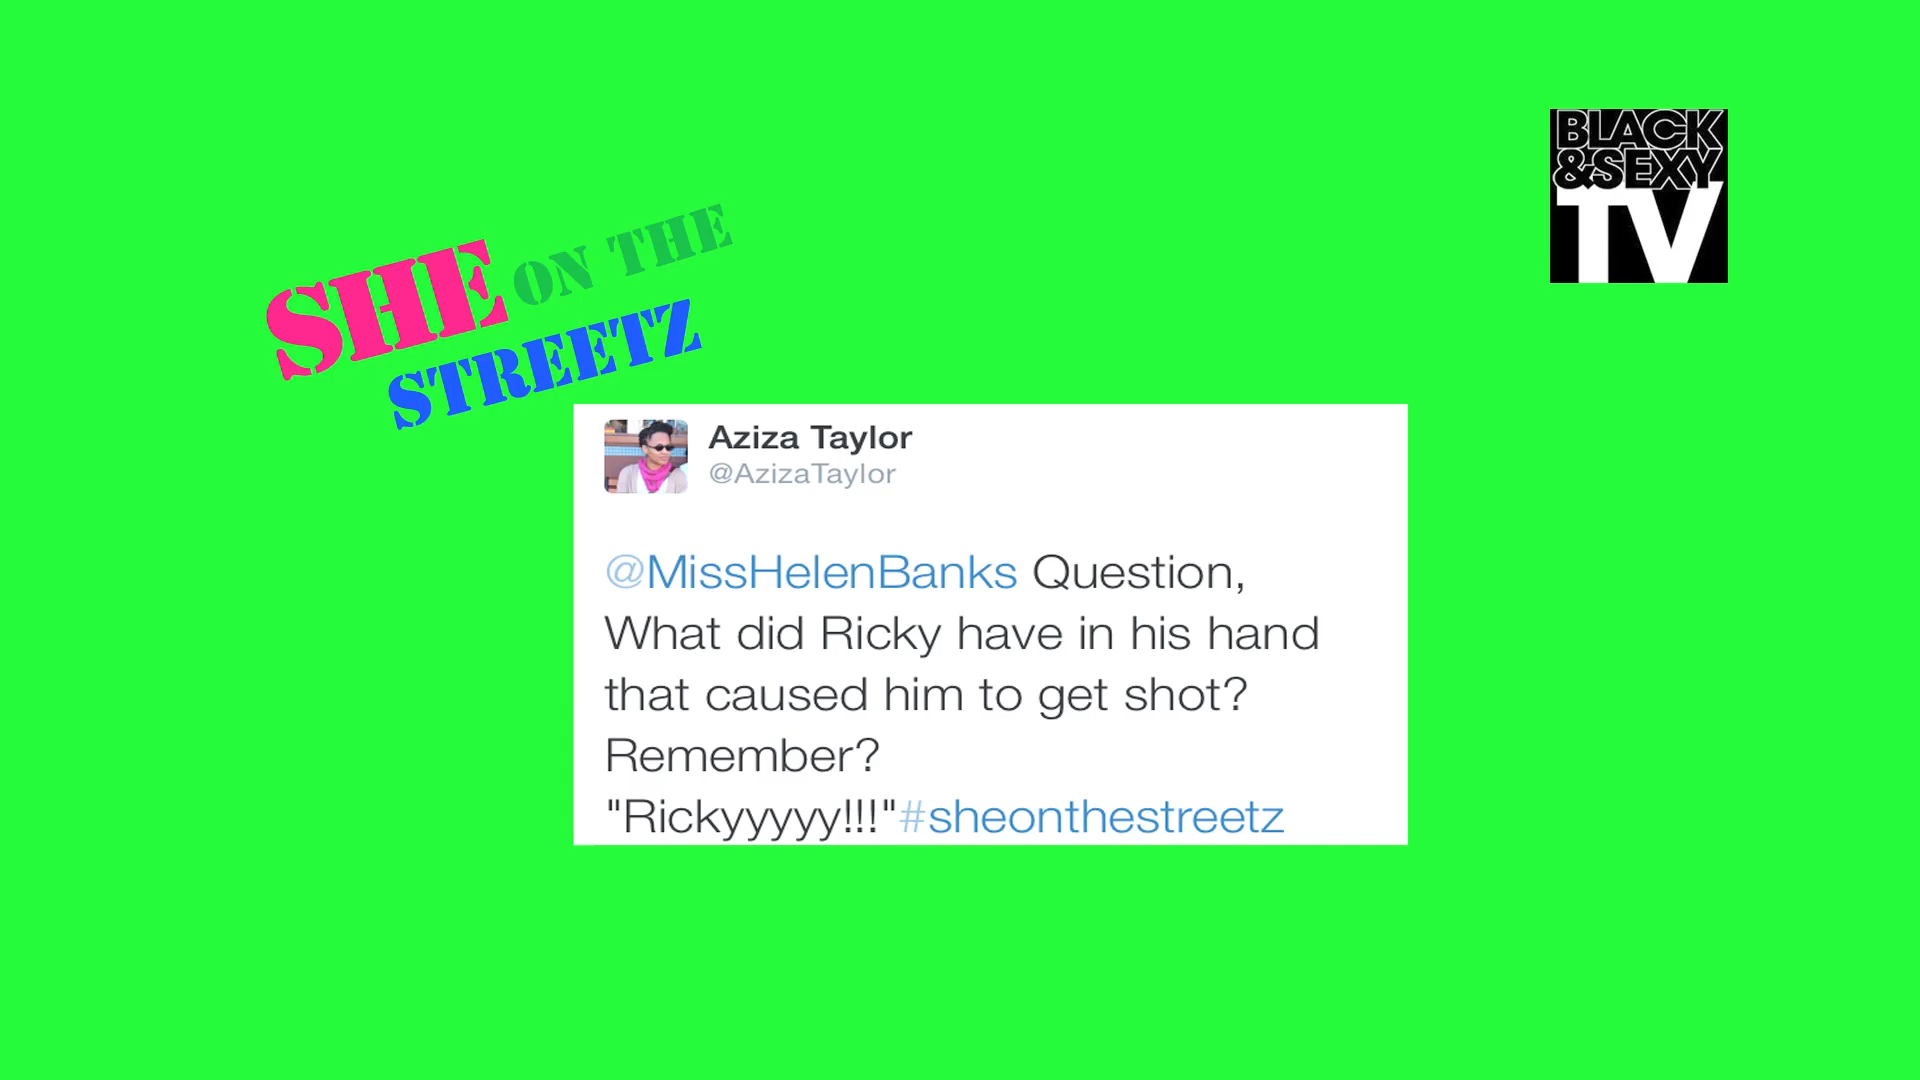 BLACK
&SEXY
TV
SHE ON THE
STREETZ
Aziza Taylor
@AzizaTaylor
@MissHelenBanks Question,
What did Ricky have in his hand
that caused him to get shot?
Remember?
"Rickyyyyy!!!"#sheonthestreetz